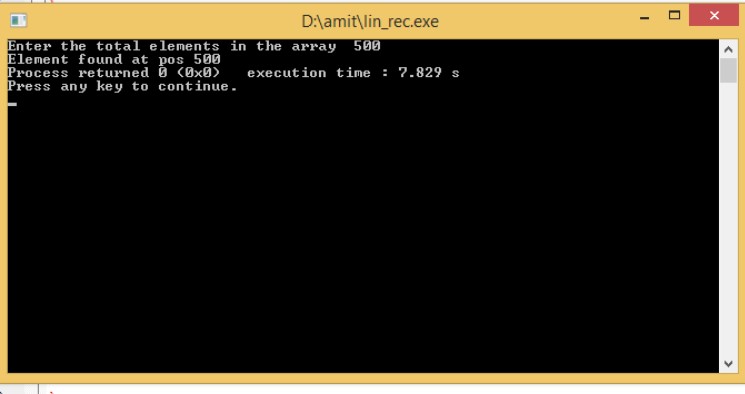 D:\amit\lin_rec.exe
Enter the total elements in the array  500
Element found at pos 500
Process returned 0 (0x0)   execution time : 7.829 s
Press any key to continue.